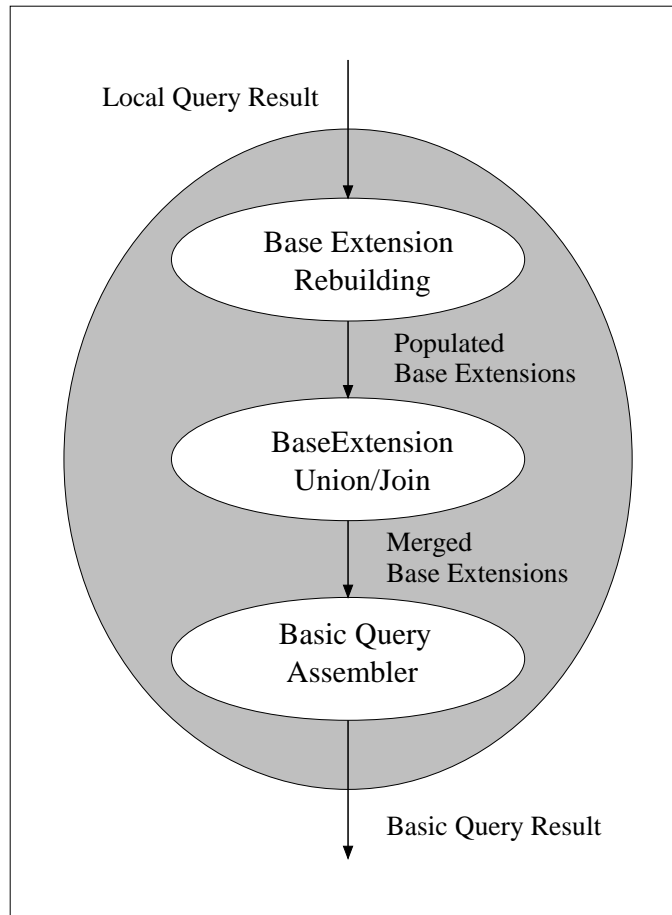 Local Query Result
Base Extension
Rebuilding
Populated
Base Extensions
BaseExtension
Union/Join
Merged
Base Extensions
Basic Query
Assembler
Basic Query Result